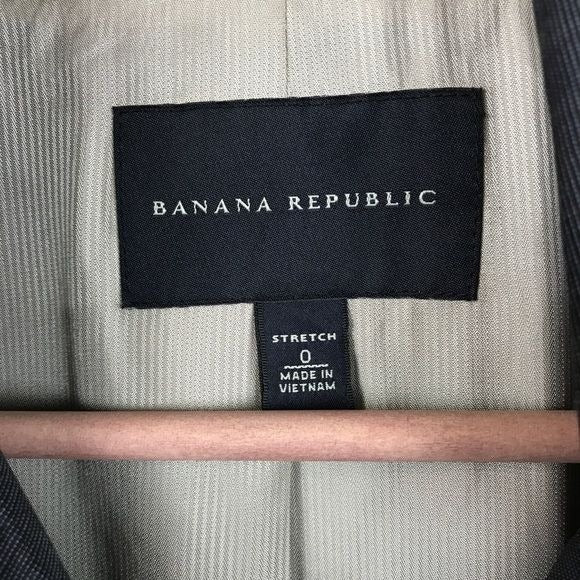 BANANA REPUBLIC
STRETCH
0
MADE IN
VIETNAM